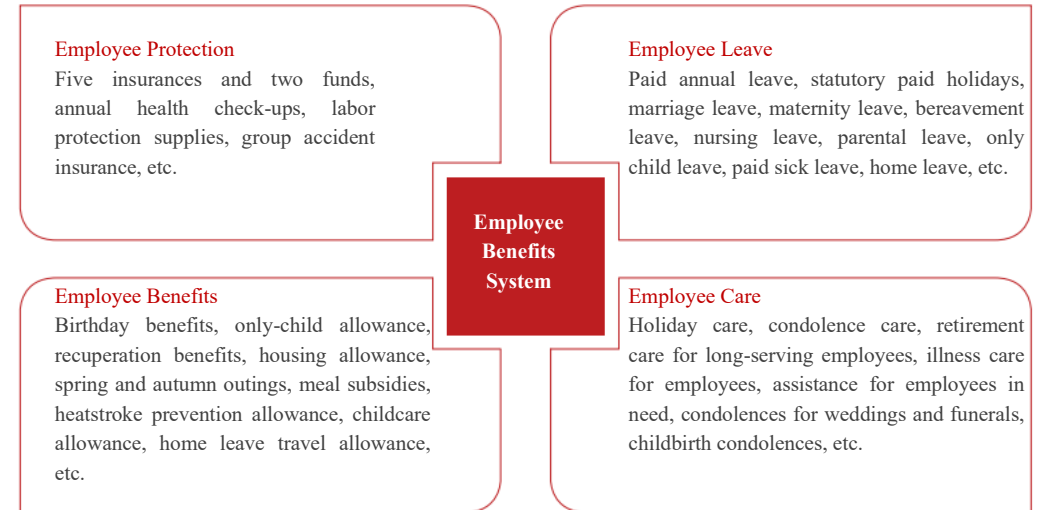 Employee Protection
Five insurances and two funds,
annual health check-ups, labor
protection supplies, group accident
insurance, etc.
Employee Leave
Paid annual leave, statutory paid holidays,
marriage leave, maternity leave, bereavement
leave, nursing leave, parental leave, only
child leave, paid sick leave, home leave, etc.
Employee
Benefits
System
Employee Benefits
Birthday benefits, only-child allowance,
recuperation benefits, housing allowance,
spring and autumn outings, meal subsidies,
heatstroke prevention allowance, childcare
allowance, home leave travel allowance,
etc.
Employee Care
Holiday care, condolence care, retirement
care for long-serving employees, illness care
for employees, assistance for employees in
need, condolences for weddings and funerals,
childbirth condolences, etc.